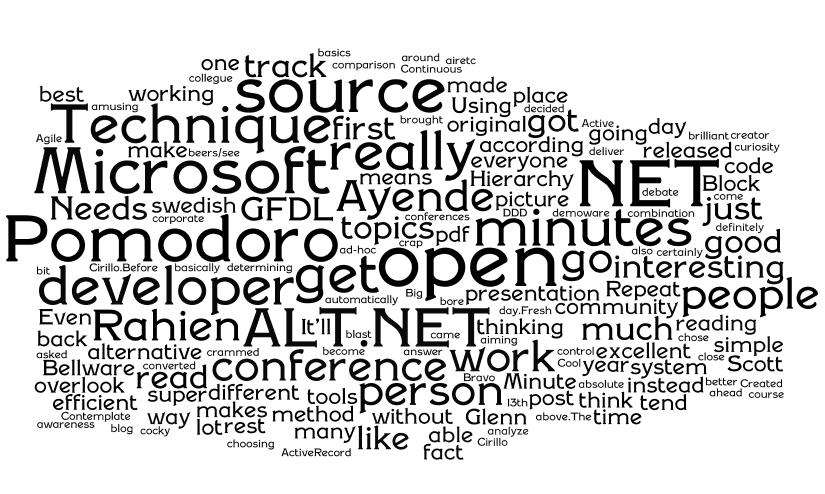 basics
one track comparison around airetc
Continuous
collegue
best working source made
amusing Using place
decided
Technique first brought original got Active going day brilliant creator
Agile make beers/see really according deliver released curiosity
Microsoft means everyone NET code
Hierarchy debate Block
Needs swedish GFDL Ayende picture come
corporate conferences DDD demoware combination just
Pomodoro topics pdf minutes definitely
ad-hoc crap open also certainly good
bit Cirillo.Before basically determining get go interesting
developer automatically Big bore presentation Repeat people
Even Rahien ALT.NET It'll day.Fresh community
blast came thinking much reading
back aiming chose simple
asked alternative crammed become answer work control excellent close Scott
Bellware converted conference Cool year system
overlook read Bravo Minute absolute instead better Created
efficient super different tools person 13th post think tend ahead course
Contemplate way makes method without Glenn above.The time
awareness blog cocky lot rest many like able analyze
choosing Cirillo
ActiveRecord fact